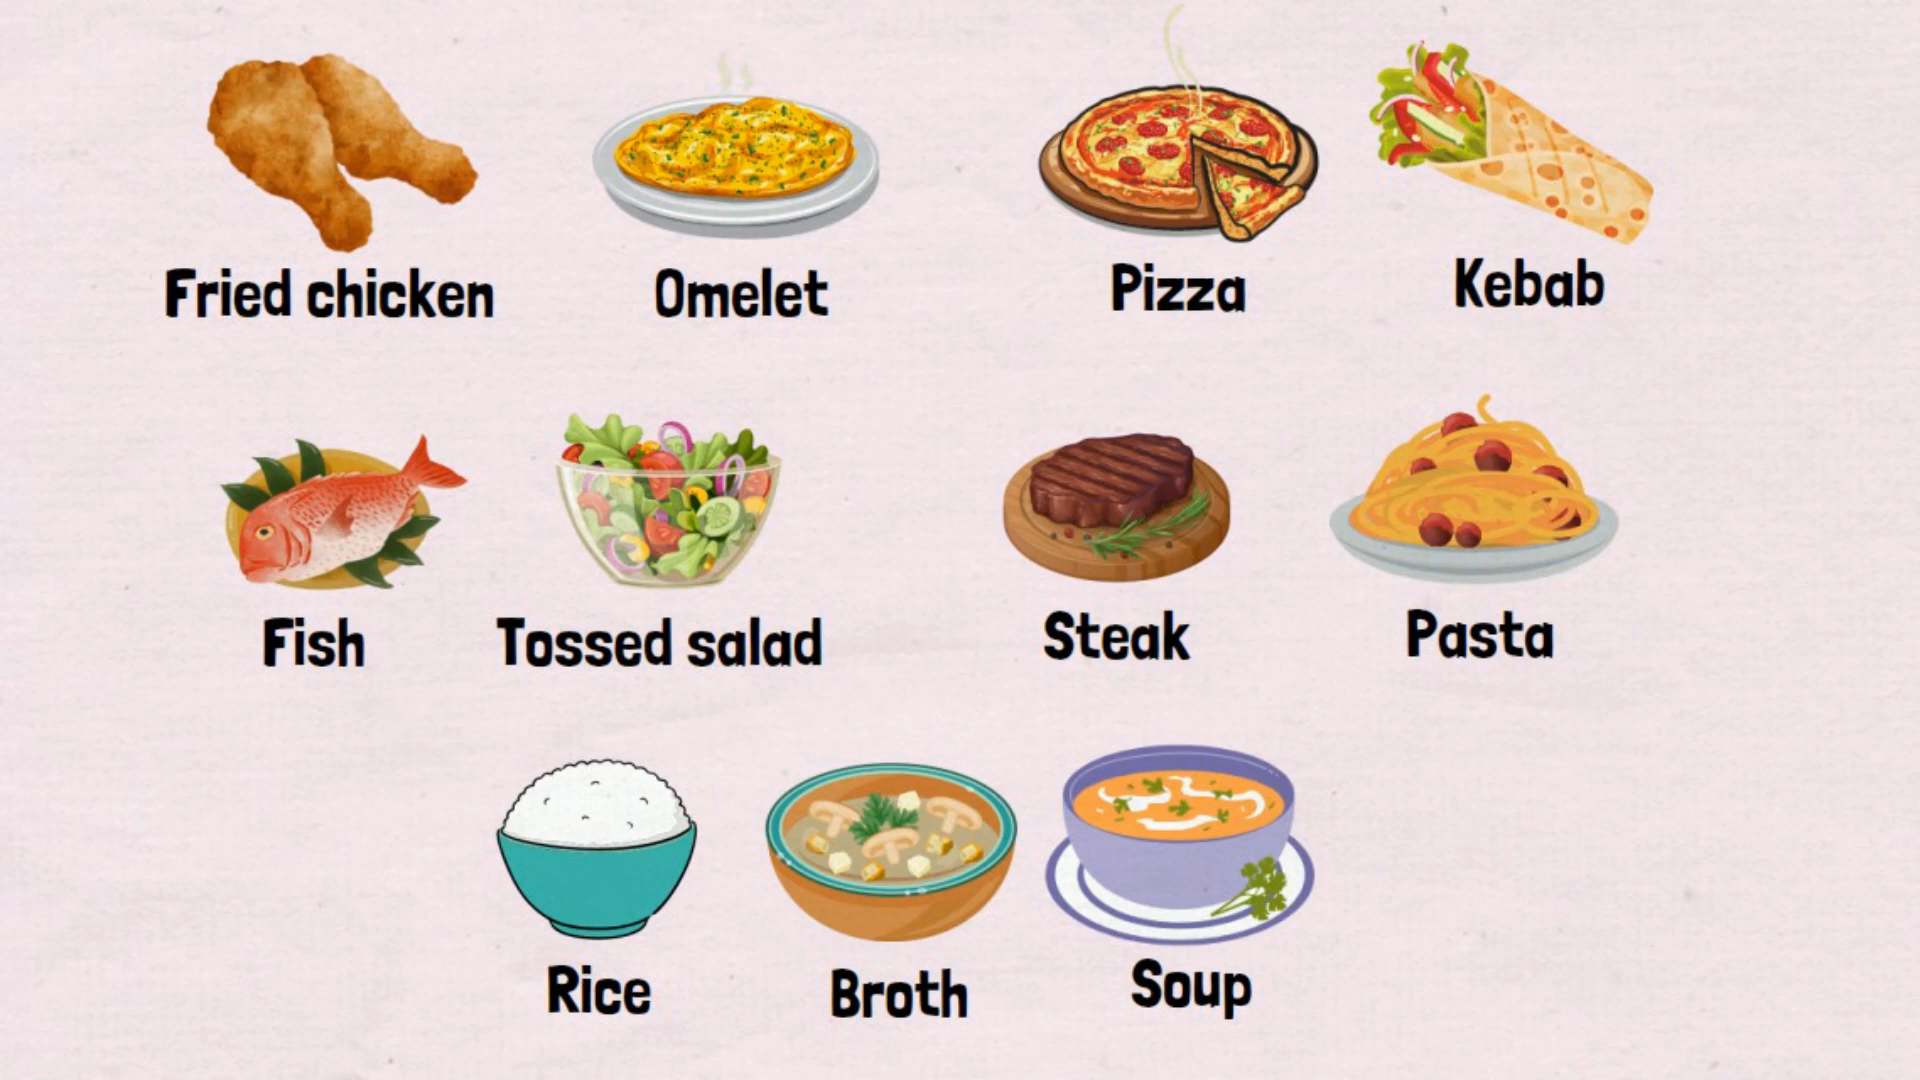 Fried chicken
Omelet
Pizza
Kebab
Fish
Tossed salad
Steak
Pasta
Rice
Broth
Soup